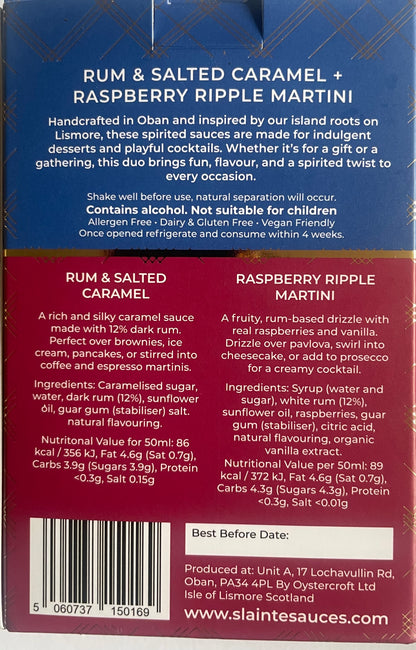 RUM & SALTED CARAMEL +
RASPBERRY RIPPLE MARTINI
Handcrafted in Oban and inspired by our island roots on
Lismore, these spirited sauces are made for indulgent
desserts and playful cocktails. Whether it's for a gift or a
gathering, this duo brings fun, flavour, and a spirited twist to
every occasion.
Shake well before use, natural separation will occur.
Contains alcohol. Not suitable for children
Allergen Free • Dairy & Gluten Free • Vegan Friendly
Once opened refrigerate and consume within 4 weeks.
RUM & SALTED
CARAMEL
A rich and silky caramel sauce
made with 12% dark rum.
Perfect over brownies, ice
cream, pancakes, or stirred into
coffee and espresso martinis.
Ingredients: Caramelised sugar,
water, dark rum (12%), sunflower
oil, guar gum (stabiliser) salt.
natural flavouring.
Nutritonal Value for 50ml: 86
kcal / 356 kJ, Fat 4.6g (Sat 0.7g),
Carbs 3.9g (Sugars 3.9g), Protein
<0.3g, Salt 0.15g
RASPBERRY RIPPLE
MARTINI
A fruity, rum-based drizzle with
real raspberries and vanilla.
Drizzle over pavlova, swirl into
cheesecake, or add to prosecco
for a creamy cocktail.
Ingredients: Syrup (water and
sugar), white rum (12%),
sunflower oil, raspberries, guar
gum (stabiliser), citric acid,
natural flavouring, organic
vanilla extract.
Nutritional Value per 50ml: 89
kcal / 372 kJ, Fat 4.6g (Sat 0.7g),
Carbs 4.3g (Sugars 4.3g), Protein
<0.3g, Salt <0.01g
5 060737 150169
Best Before Date:
Produced at: Unit A, 17 Lochavullin Rd,
Oban, PA34 4PL By Oystercroft Ltd
Isle of Lismore Scotland
www.slaintesauces.com